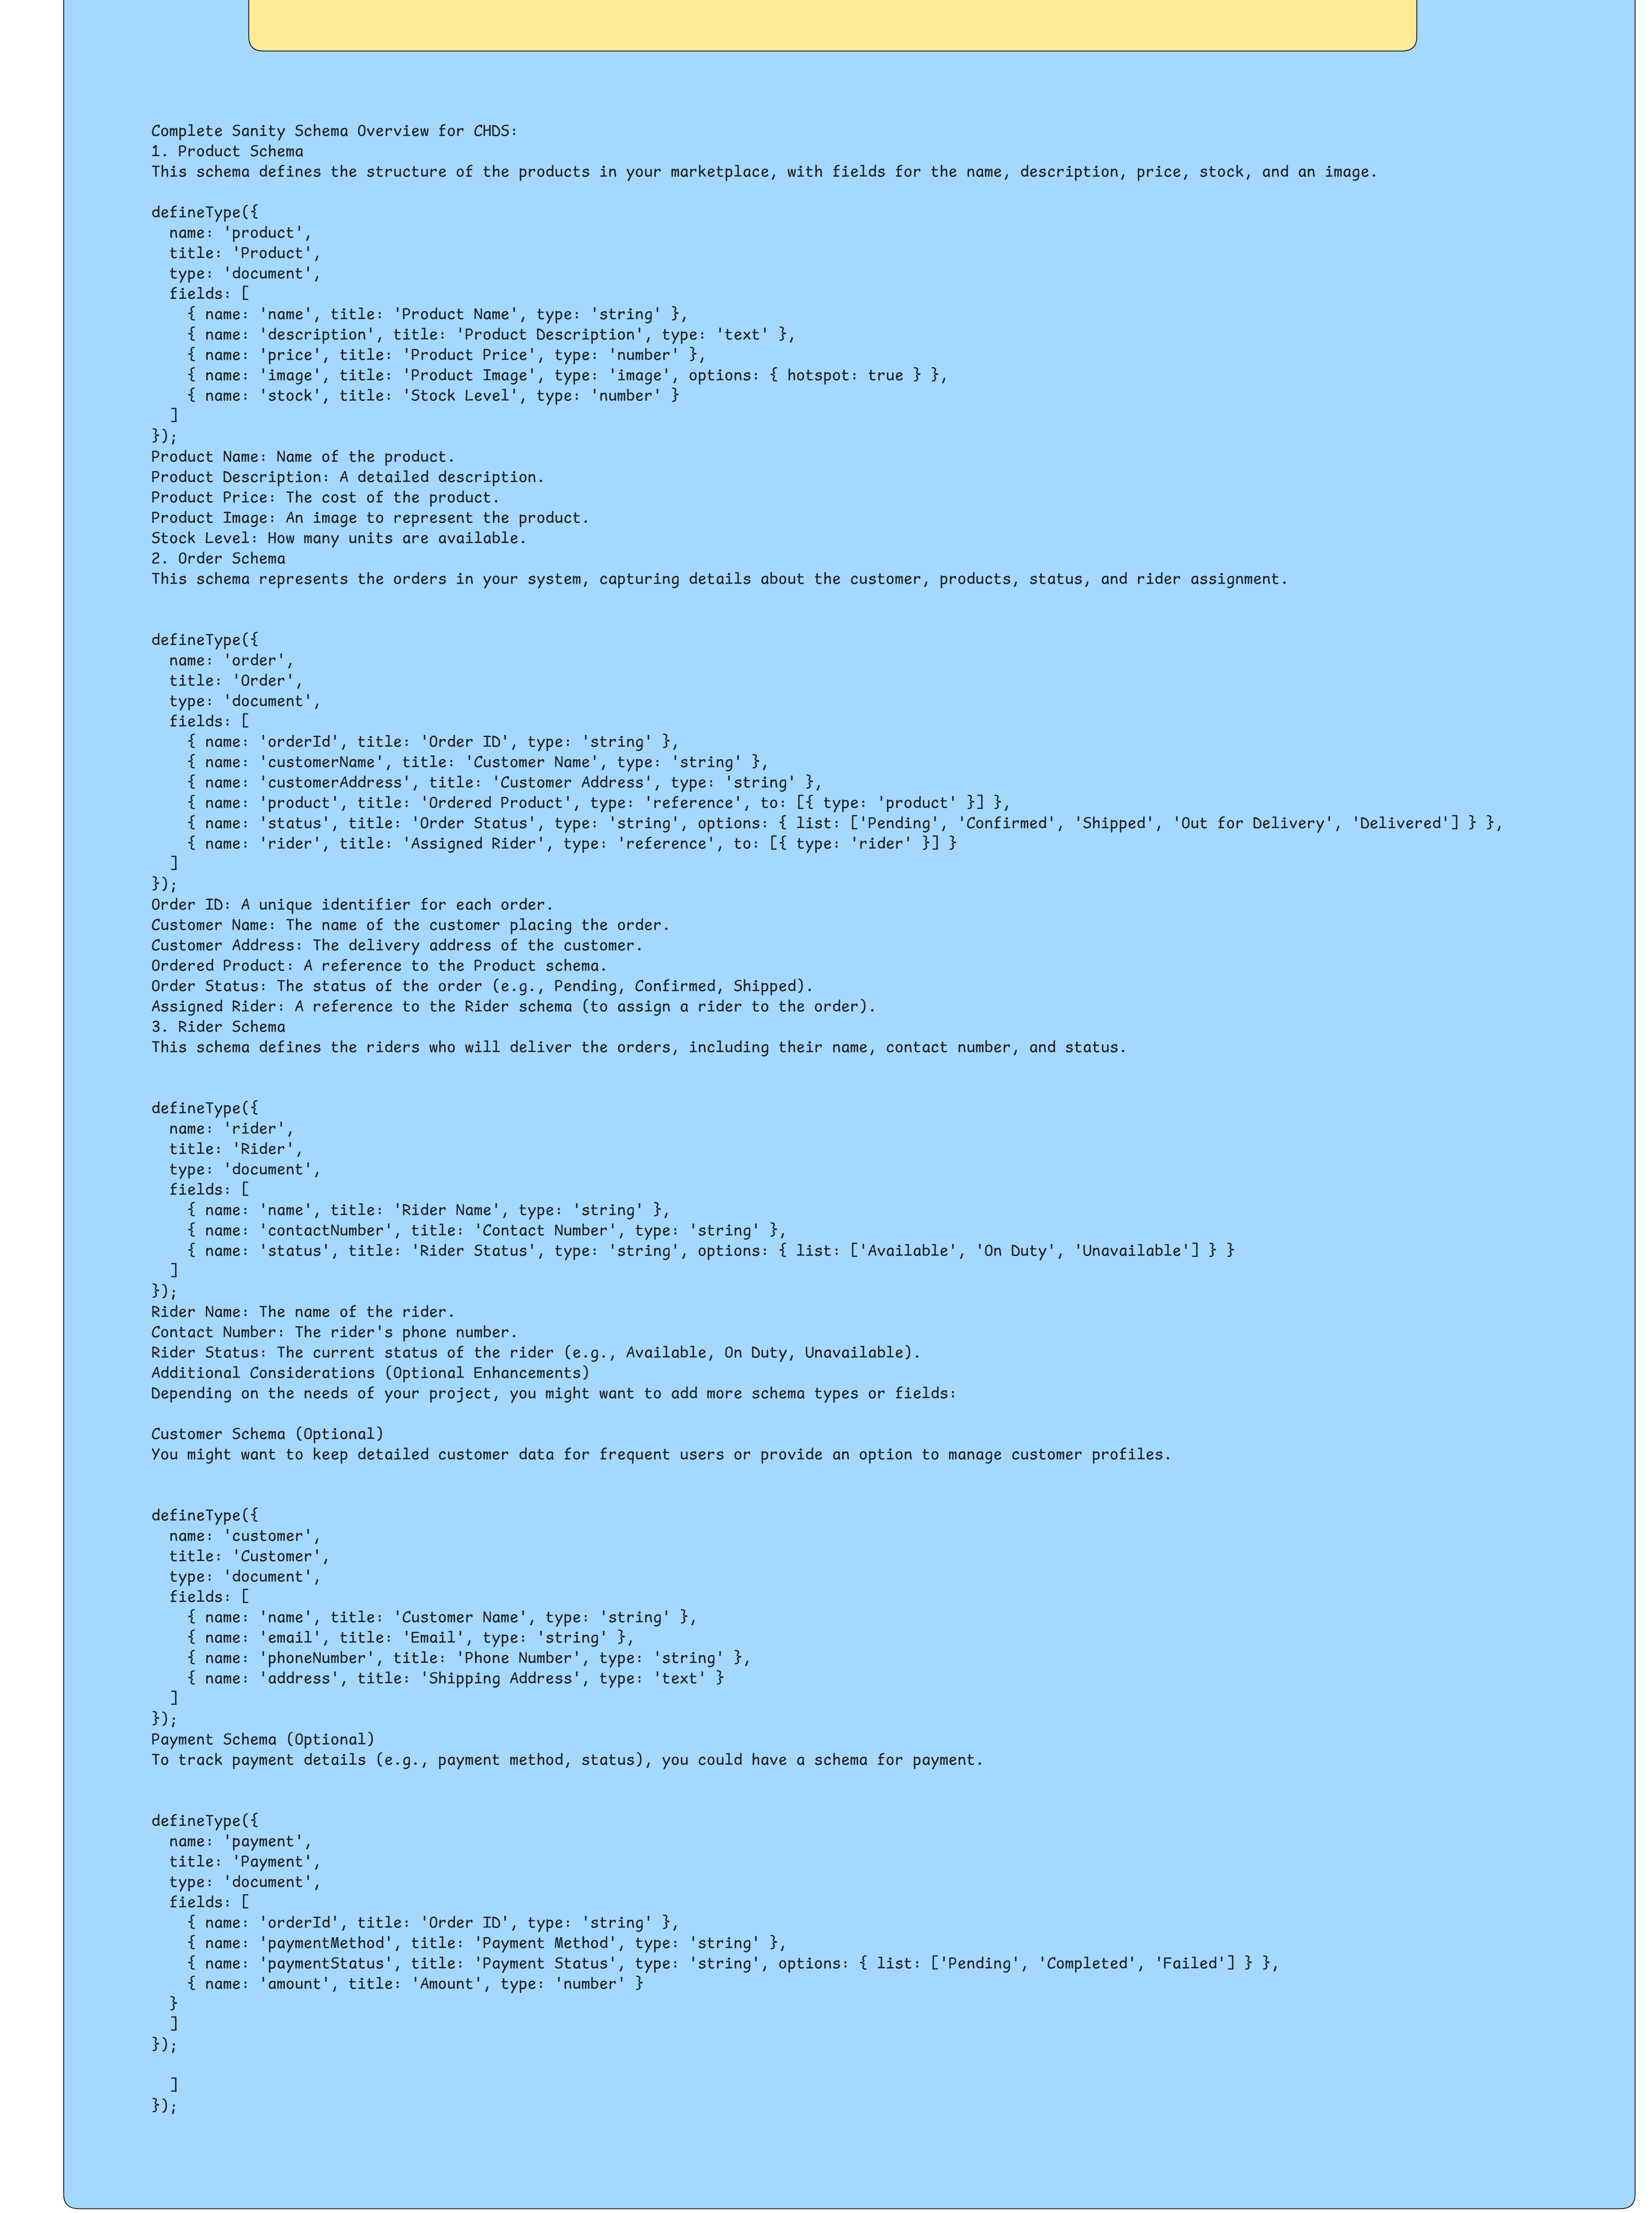 Complete Sanity Schema Overview for CHDS:
1. Product Schema
This schema defines the structure of the products in your marketplace, with fields for the name, description, price, stock, and an image.

defineType({
  name: 'product',
  title: 'Product',
  type: 'document',
  fields: [
    { name: 'name', title: 'Product Name', type: 'string' },
    { name: 'description', title: 'Product Description', type: 'text' },
    { name: 'price', title: 'Product Price', type: 'number' },
    { name: 'image', title: 'Product Image', type: 'image', options: { hotspot: true } },
    { name: 'stock', title: 'Stock Level', type: 'number' }
  ]
});
Product Name: Name of the product.
Product Description: A detailed description.
Product Price: The cost of the product.
Product Image: An image to represent the product.
Stock Level: How many units are available.
2. Order Schema
This schema represents the orders in your system, capturing details about the customer, products, status, and rider assignment.


defineType({
  name: 'order',
  title: 'Order',
  type: 'document',
  fields: [
    { name: 'orderId', title: 'Order ID', type: 'string' },
    { name: 'customerName', title: 'Customer Name', type: 'string' },
    { name: 'customerAddress', title: 'Customer Address', type: 'string' },
    { name: 'product', title: 'Ordered Product', type: 'reference', to: [{ type: 'product' }] },
    { name: 'status', title: 'Order Status', type: 'string', options: { list: ['Pending', 'Confirmed', 'Shipped', 'Out for Delivery', 'Delivered'] } },
    { name: 'rider', title: 'Assigned Rider', type: 'reference', to: [{ type: 'rider' }] }
  ]
});
Order ID: A unique identifier for each order.
Customer Name: The name of the customer placing the order.
Customer Address: The delivery address of the customer.
Ordered Product: A reference to the Product schema.
Order Status: The status of the order (e.g., Pending, Confirmed, Shipped).
Assigned Rider: A reference to the Rider schema (to assign a rider to the order).
3. Rider Schema
This schema defines the riders who will deliver the orders, including their name, contact number, and status.


defineType({
  name: 'rider',
  title: 'Rider',
  type: 'document',
  fields: [
    { name: 'name', title: 'Rider Name', type: 'string' },
    { name: 'contactNumber', title: 'Contact Number', type: 'string' },
    { name: 'status', title: 'Rider Status', type: 'string', options: { list: ['Available', 'On Duty', 'Unavailable'] } }
  ]
});
Rider Name: The name of the rider.
Contact Number: The rider's phone number.
Rider Status: The current status of the rider (e.g., Available, On Duty, Unavailable).
Additional Considerations (Optional Enhancements)
Depending on the needs of your project, you might want to add more schema types or fields:

Customer Schema (Optional)
You might want to keep detailed customer data for frequent users or provide an option to manage customer profiles.


defineType({
  name: 'customer',
  title: 'Customer',
  type: 'document',
  fields: [
    { name: 'name', title: 'Customer Name', type: 'string' },
    { name: 'email', title: 'Email', type: 'string' },
    { name: 'phoneNumber', title: 'Phone Number', type: 'string' },
    { name: 'address', title: 'Shipping Address', type: 'text' }
  ]
});
Payment Schema (Optional)
To track payment details (e.g., payment method, status), you could have a schema for payment.


defineType({
  name: 'payment',
  title: 'Payment',
  type: 'document',
  fields: [
    { name: 'orderId', title: 'Order ID', type: 'string' },
    { name: 'paymentMethod', title: 'Payment Method', type: 'string' },
    { name: 'paymentStatus', title: 'Payment Status', type: 'string', options: { list: ['Pending', 'Completed', 'Failed'] } },
    { name: 'amount', title: 'Amount', type: 'number' }
  }
  ]
});

  ]
});